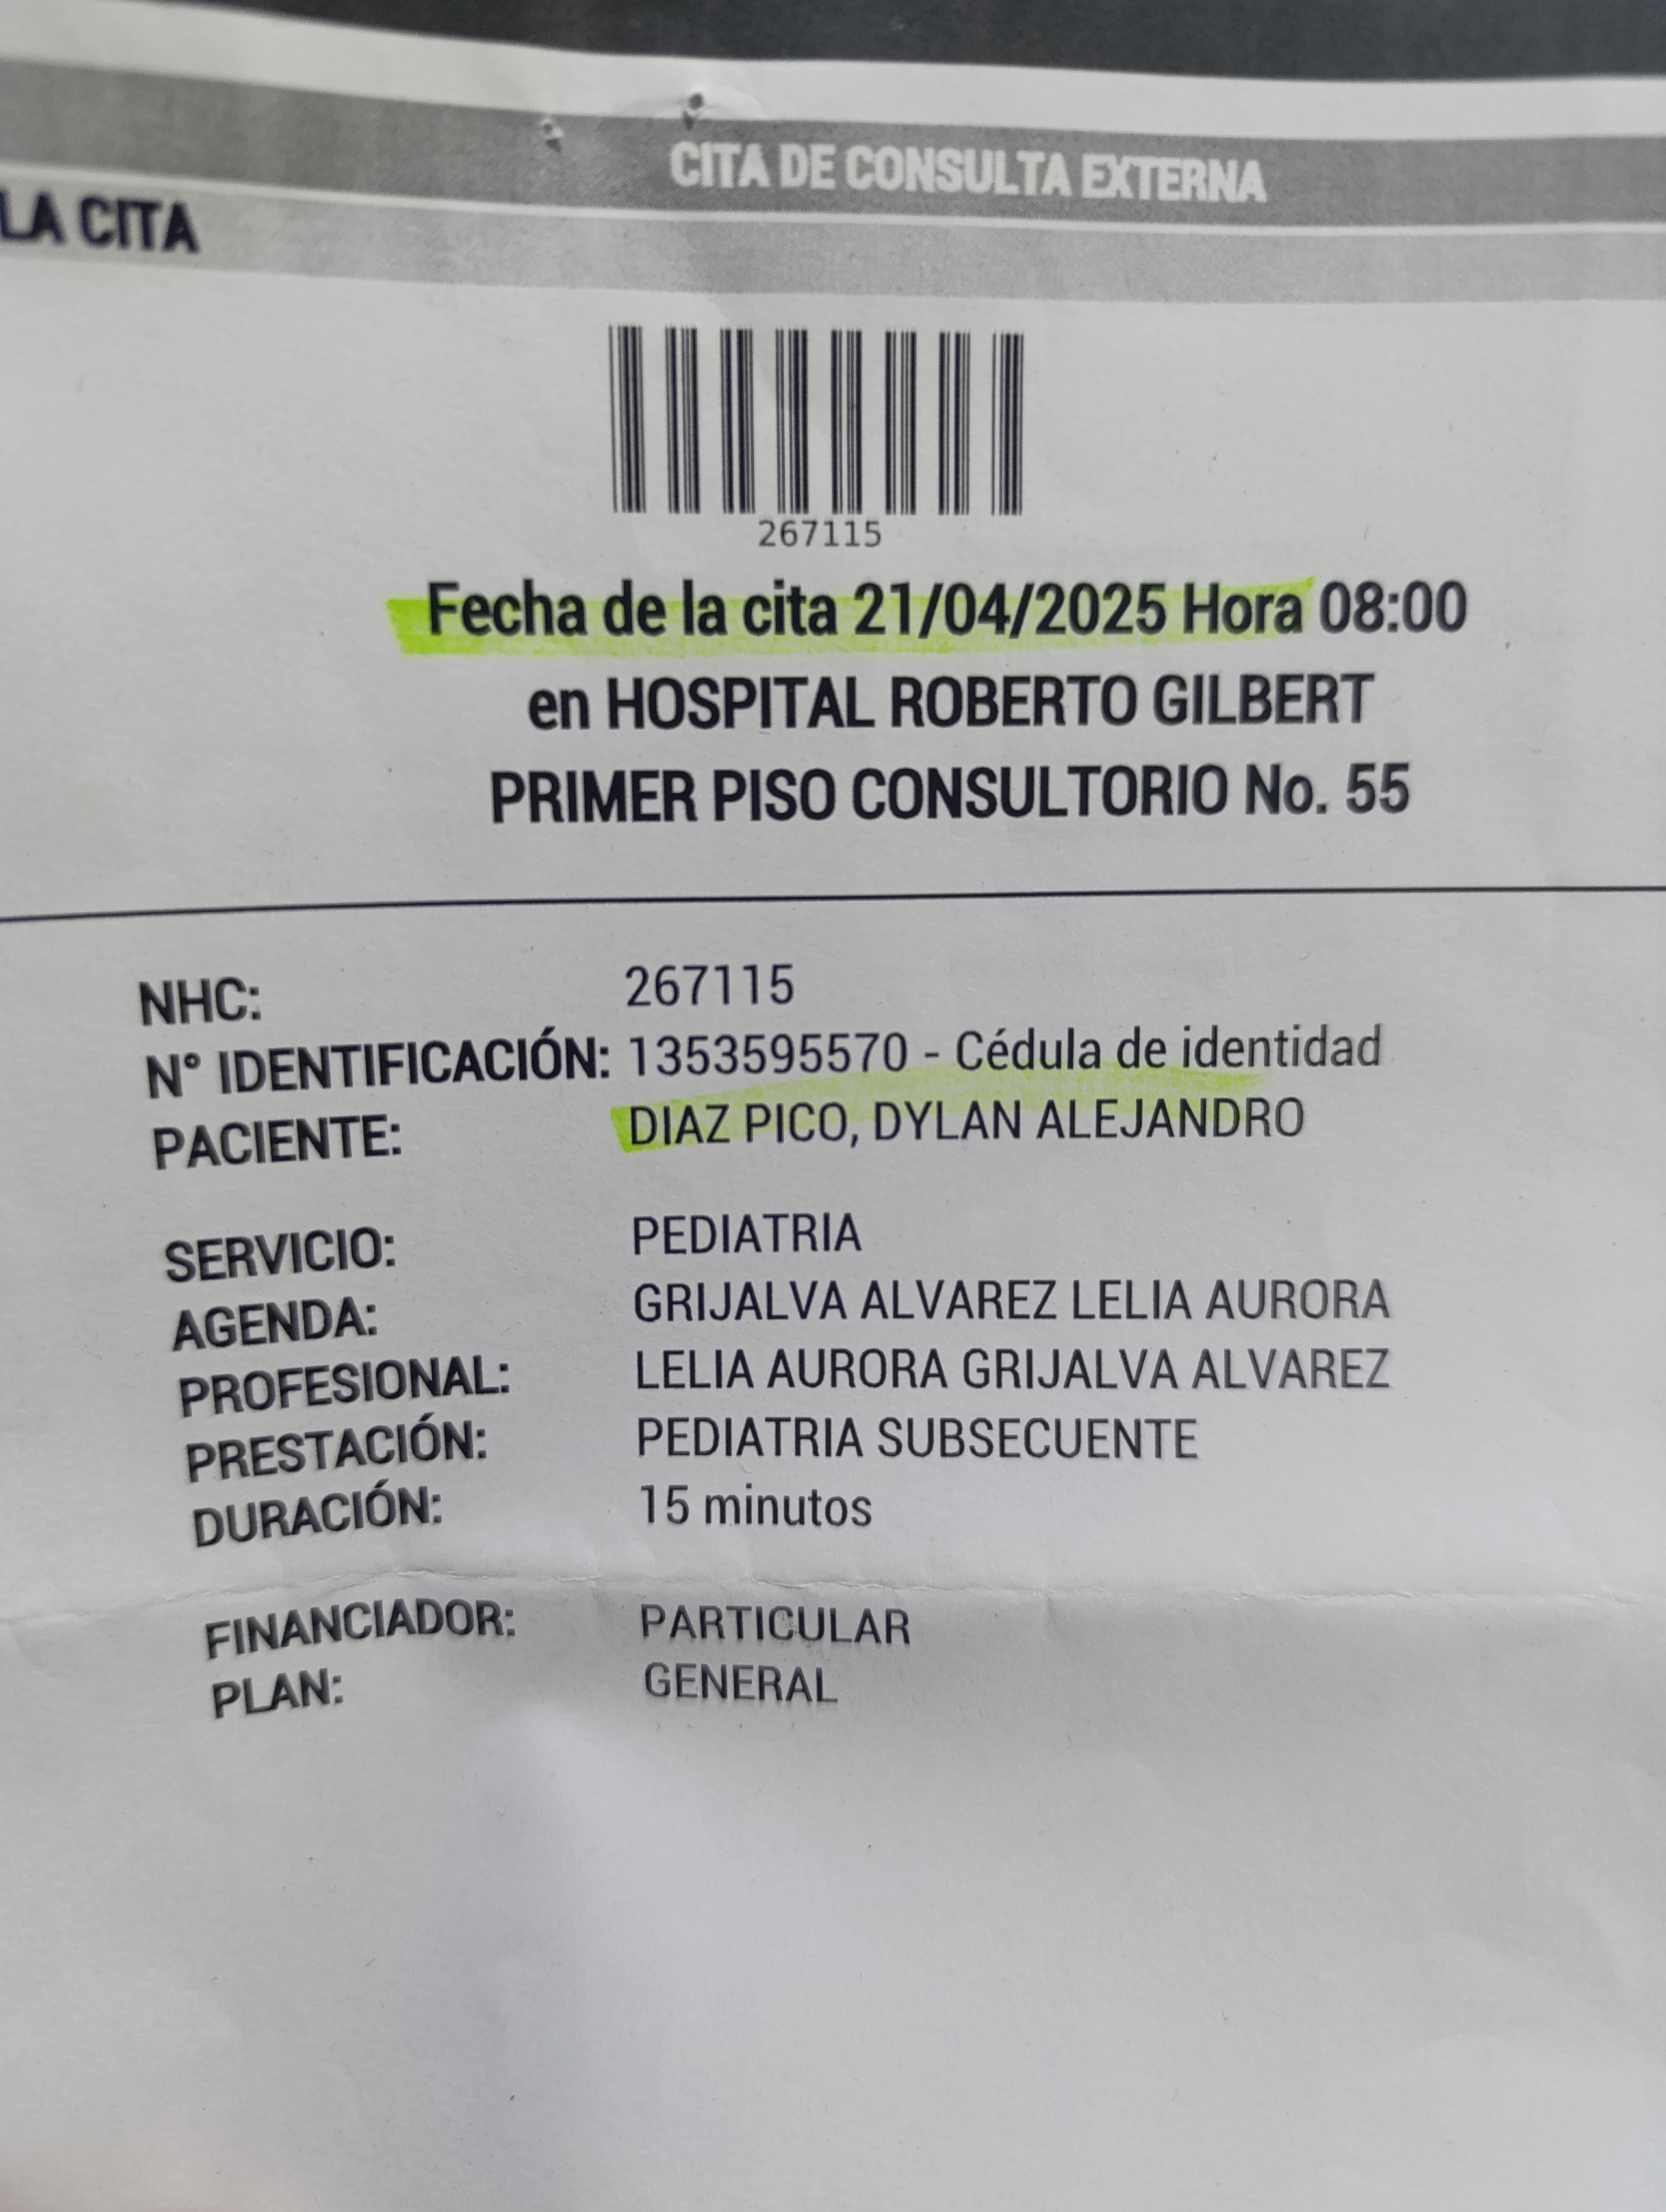 CITA DE CONSULTA EXTERNA
LA CITA
267115
Fecha de la cita 21/04/2025 Hora 08:00
en HOSPITAL ROBERTO GILBERT
PRIMER PISO CONSULTORIO No. 55
NHC: 267115
N° IDENTIFICACIÓN: 1353595570 - Cédula de identidad
PACIENTE: DIAZ PICO, DYLAN ALEJANDRO
SERVICIO: PEDIATRIA
AGENDA: GRIJALVA ALVAREZ LELIA AURORA
PROFESIONAL: LELIA AURORA GRIJALVA ALVAREZ
PRESTACIÓN: PEDIATRIA SUBSECUENTE
DURACIÓN: 15 minutos
FINANCIADOR: PARTICULAR
PLAN: GENERAL